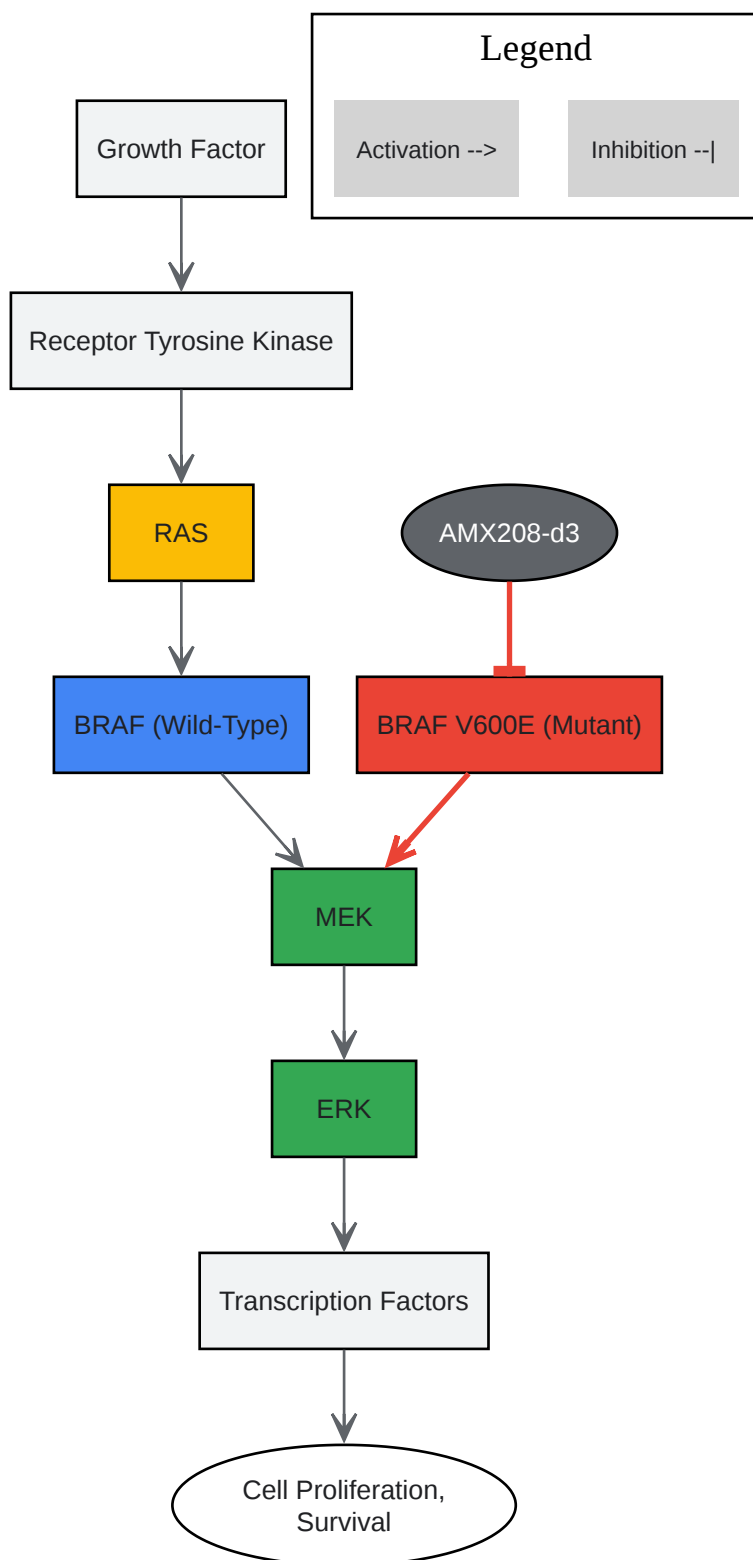 Legend
Activation -->
Inhibition --|
Growth Factor
Receptor Tyrosine Kinase
RAS
AMX208-d3
BRAF (Wild-Type)
BRAF V600E (Mutant)
MEK
ERK
Transcription Factors
Cell Proliferation,
Survival